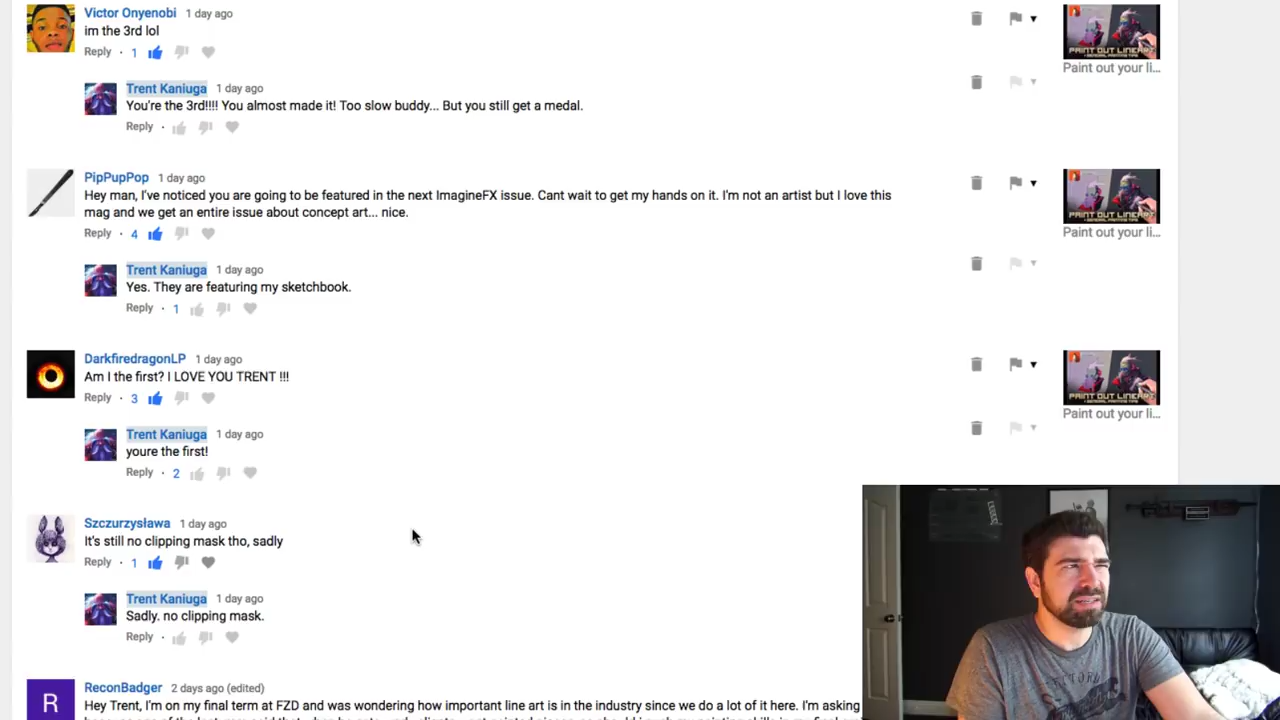 Victor Onyenobi 1 day ago
im the 3rd lol
Reply · 1
PAINT OUT LINEART
Paint out your li...
Trent Kaniuga 1 day ago
You're the 3rd!!!! You almost made it! Too slow buddy... But you still get a medal.
Reply ·
PipPupPop 1 day ago
Hey man, I've noticed you are going to be featured in the next ImagineFX issue. Cant wait to get my hands on it. I'm not an artist but I love this
mag and we get an entire issue about concept art... nice.
Reply · 4
PAINT OUT LINEART
Paint out your li...
Trent Kaniuga 1 day ago
Yes. They are featuring my sketchbook.
Reply · 1
DarkfiredragonLP 1 day ago
Am I the first? I LOVE YOU TRENT !!!
Reply · 3
PAINT OUT LINEART
Paint out your li...
Trent Kaniuga 1 day ago
youre the first!
Reply · 2
Szczurzysława 1 day ago
It's still no clipping mask tho, sadly
Reply · 1
Trent Kaniuga 1 day ago
Sadly. no clipping mask.
Reply ·
R
ReconBadger 2 days ago (edited)
Hey Trent, I'm on my final term at FZD and was wondering how important line art is in the industry since we do a lot of it here. I'm asking